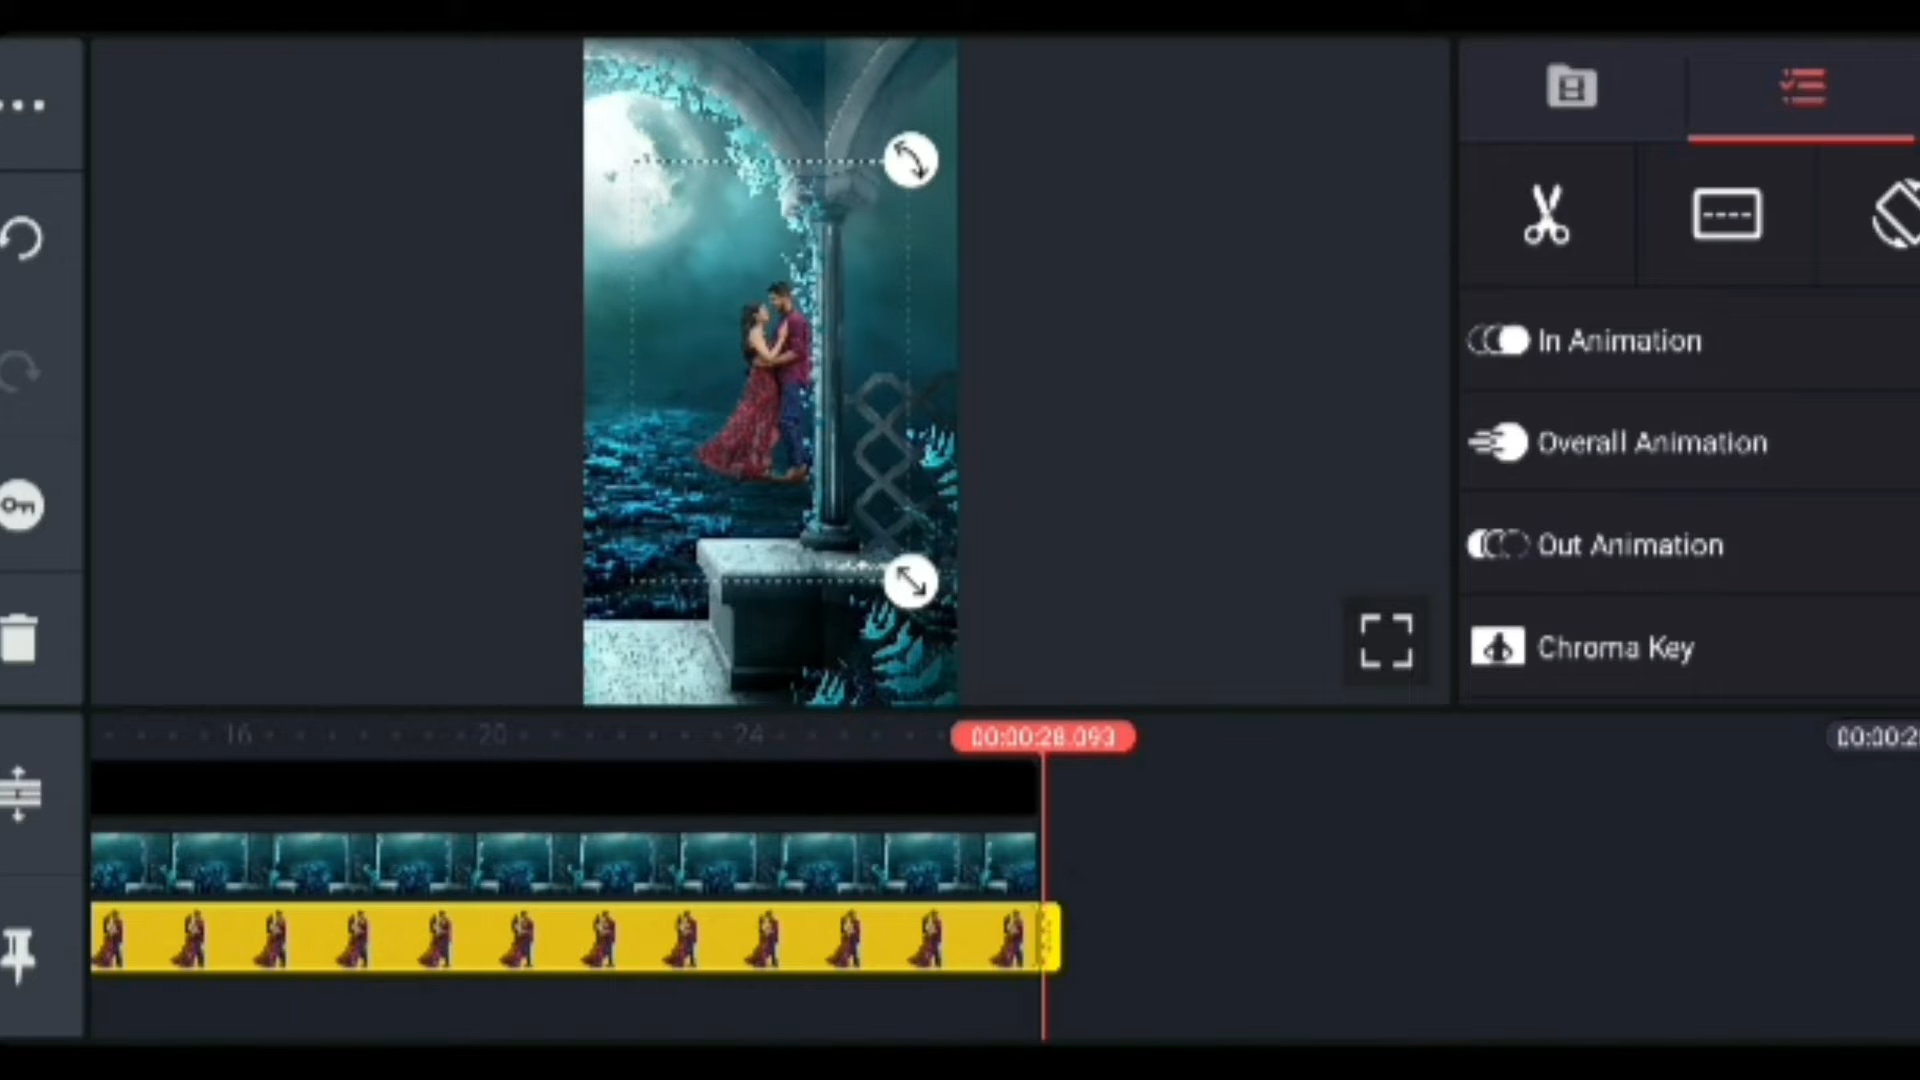 In Animation
Overall Animation
Out Animation
Chroma Key
16
20
24
00:00:28.093
00:00:2